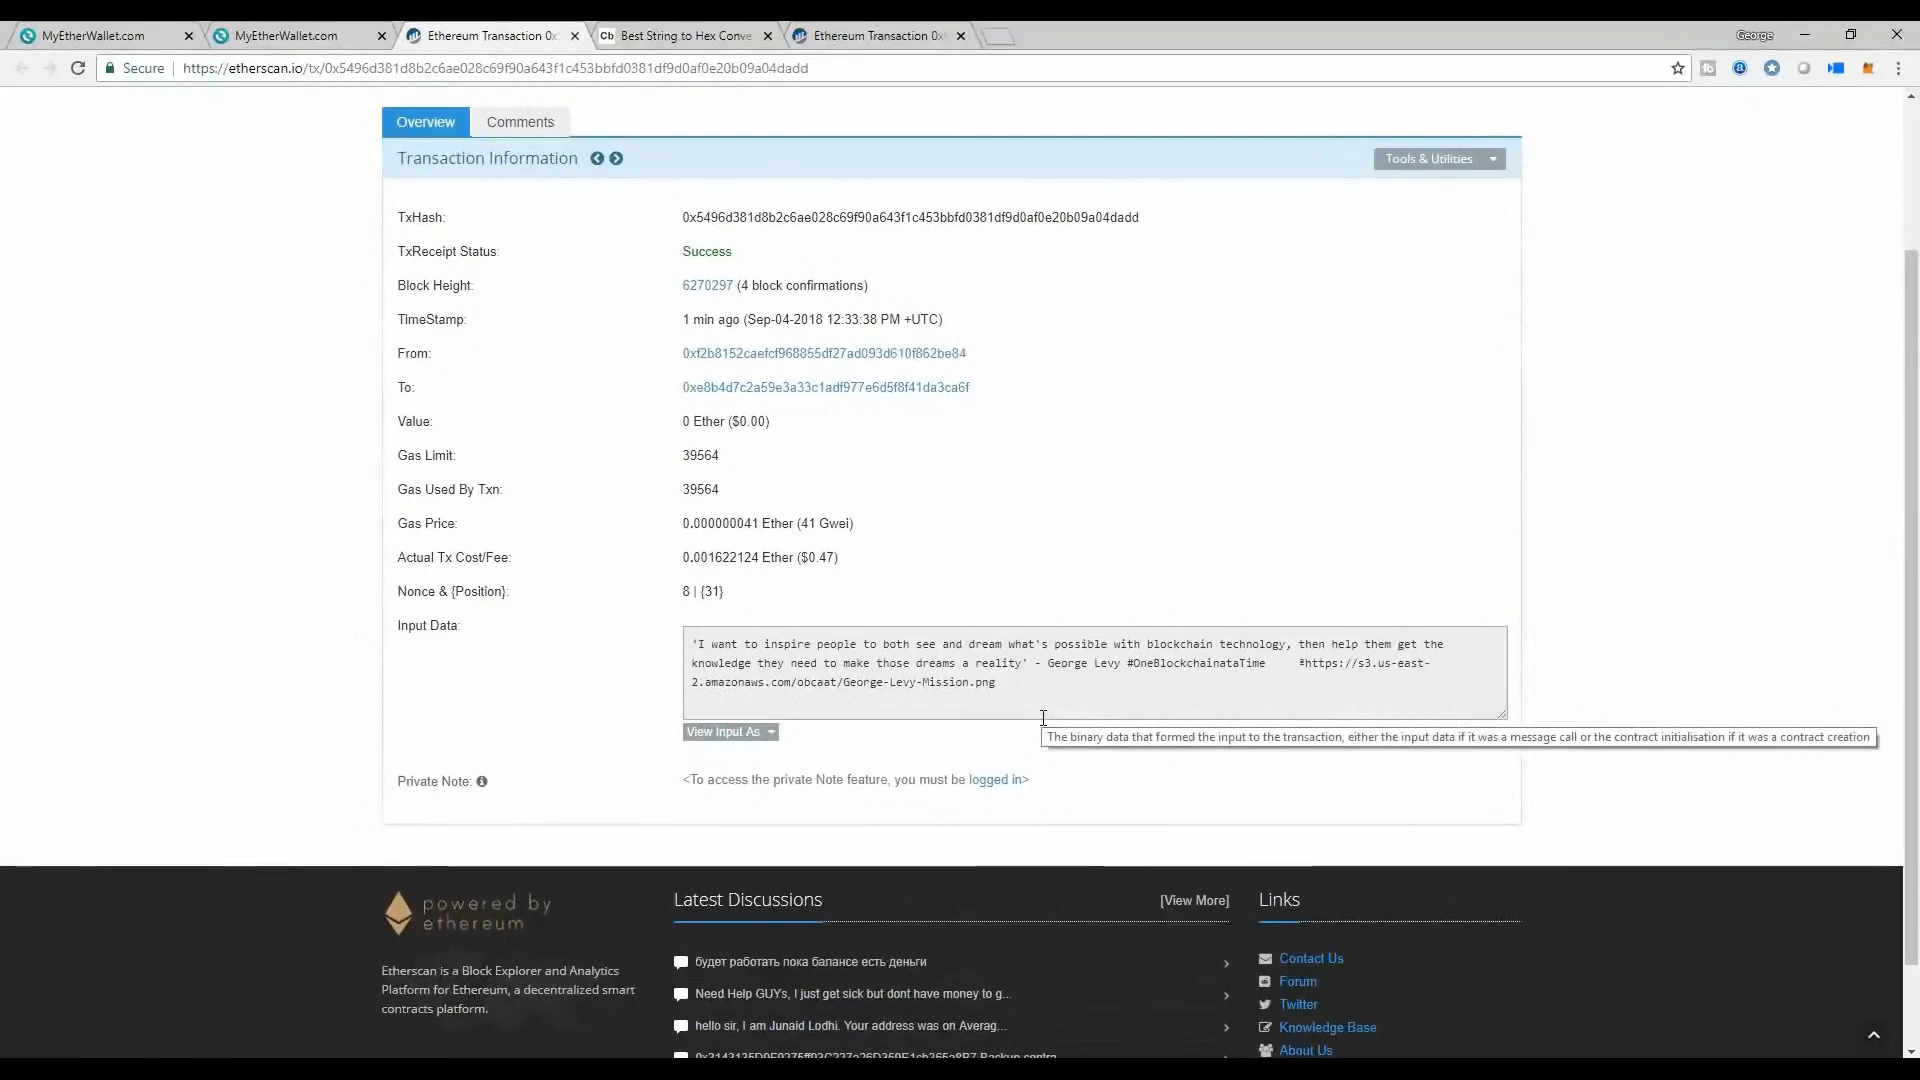 MyEtherWallet.com
MyEtherWallet.com
Ethereum Transaction 0x
Cb Best String to Hex Conve
Ethereum Transaction 0x
George
Secure https://etherscan.io/tx/0x5496d381d8b2c6ae028c69f90a643f1c453bbfd0381df9d0af0e20b09a04dadd
Overview Comments
Transaction Information
Tools & Utilities
TxHash: 0x5496d381d8b2c6ae028c69f90a643f1c453bbfd0381df9d0af0e20b09a04dadd
TxReceipt Status: Success
Block Height: 6270297 (4 block confirmations)
TimeStamp: 1 min ago (Sep-04-2018 12:33:38 PM +UTC)
From: 0xf2b8152caefcf968855df27ad093d610f862be84
To: 0xe8b4d7c2a59e3a33c1adf977e6d5f8f41da3ca6f
Value: 0 Ether ($0.00)
Gas Limit: 39564
Gas Used By Txn: 39564
Gas Price: 0.000000041 Ether (41 Gwei)
Actual Tx Cost/Fee: 0.001622124 Ether ($0.47)
Nonce & {Position}: 8 | {31}
Input Data:
'I want to inspire people to both see and dream what's possible with blockchain technology, then help them get the
knowledge they need to make those dreams a reality' - George Levy #OneBlockchainataTime https://s3.us-east-
2.amazonaws.com/obcaat/George-Levy-Mission.png
View Input As
The binary data that formed the input to the transaction, either the input data if it was a message call or the contract initialisation if it was a contract creation
Private Note: <To access the private Note feature, you must be logged in>
powered by
ethereum
Etherscan is a Block Explorer and Analytics
Platform for Ethereum, a decentralized smart
contracts platform.
Latest Discussions [View More]
будет работать пока балансе есть деньги
Need Help GUYs, I just get sick but dont have money to g...
hello sir, I am Junaid Lodhi. Your address was on Averag...
Links
Contact Us
Forum
Twitter
Knowledge Base
About Us